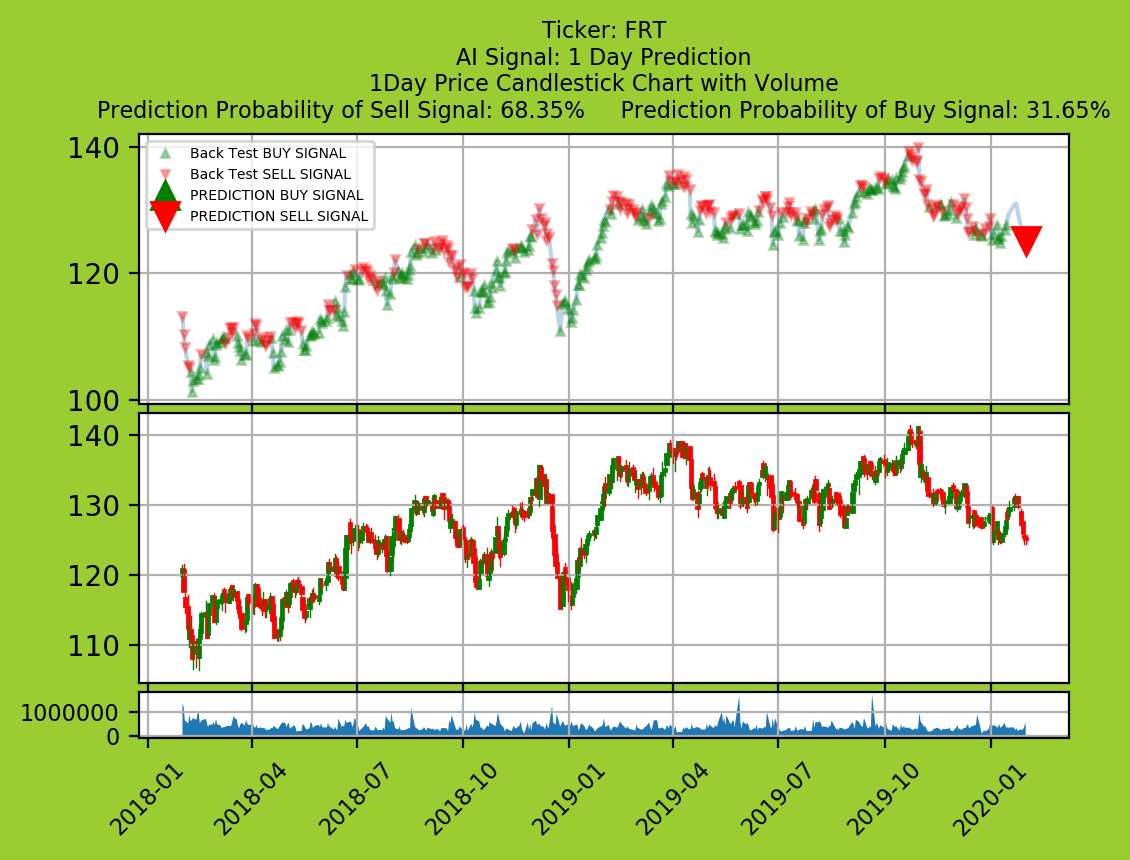 Ticker: FRT
AI Signal: 1 Day Prediction
1Day Price Candlestick Chart with Volume
Prediction Probability of Sell Signal: 68.35% Prediction Probability of Buy Signal: 31.65%
140
120
100
Back Test BUY SIGNAL
Back Test SELL SIGNAL
PREDICTION BUY SIGNAL
PREDICTION SELL SIGNAL
140
130
120
110
1000000
0
2018-01
2018-04
2018-07
2018-10
2019-01
2019-04
2019-07
2019-10
2020-01